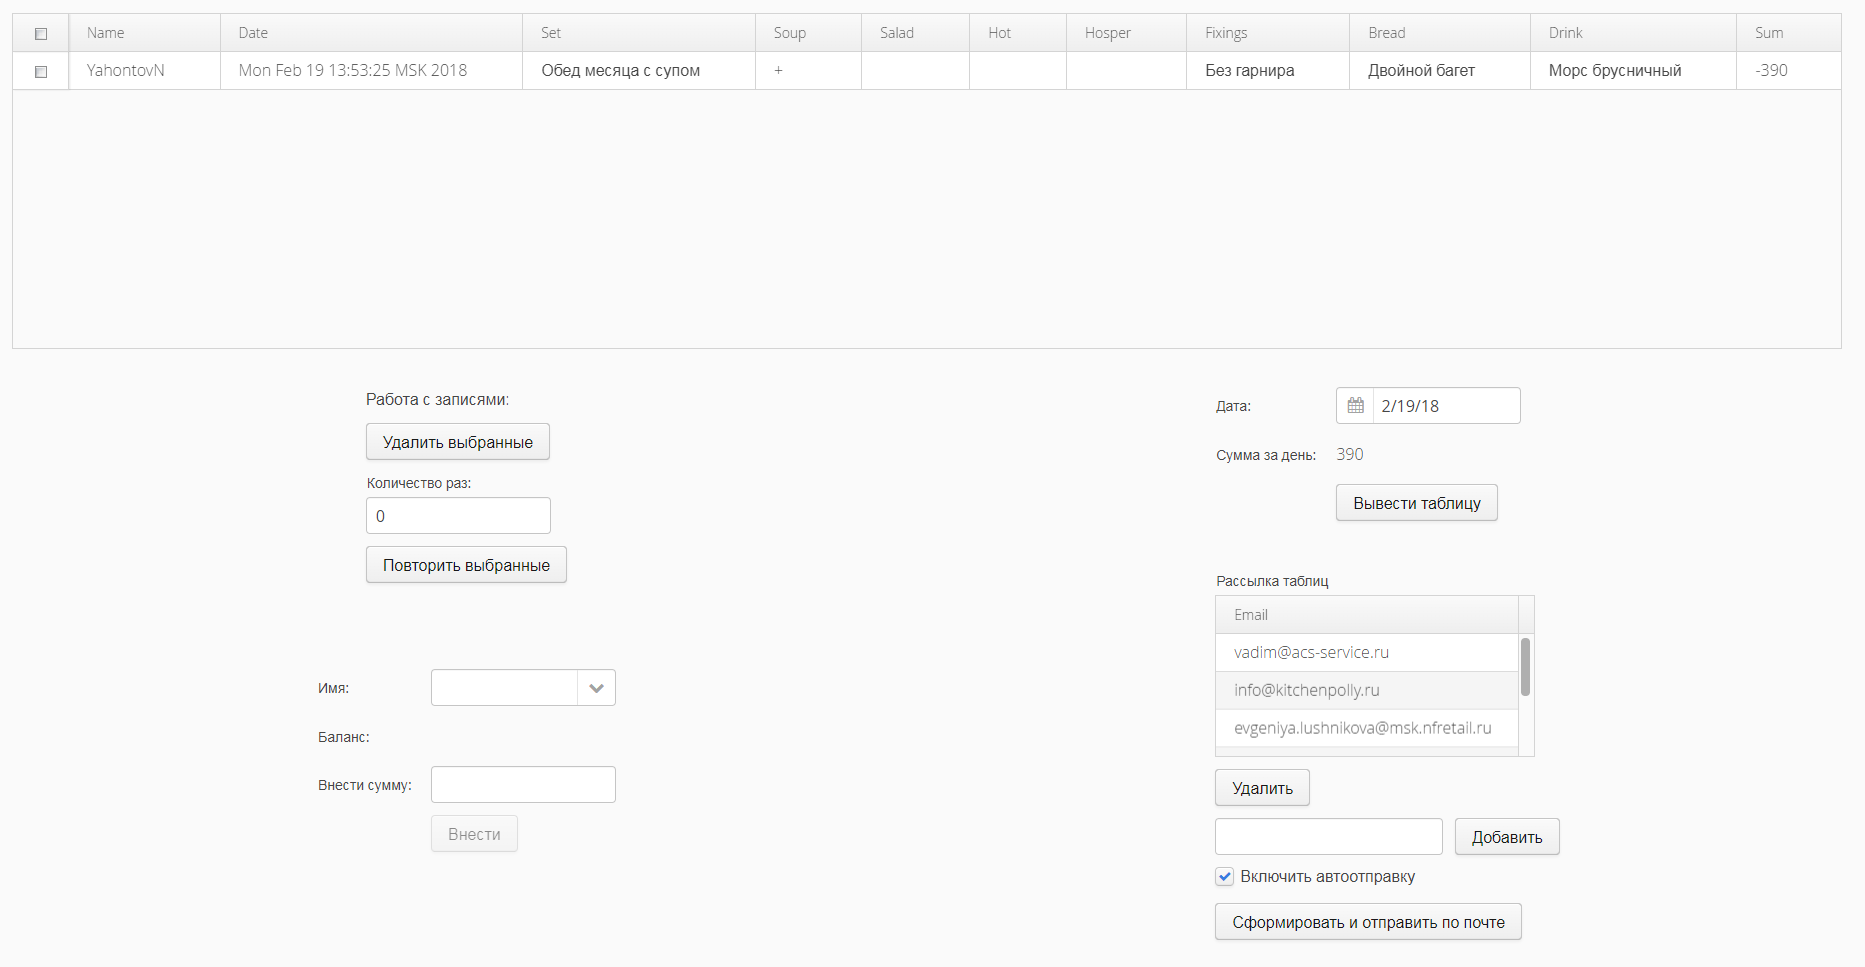 Name Date Set Soup Salad Hot Hosper Fixings Bread Drink Sum
YahontovN Mon Feb 19 13:53:25 MSK 2018 Обед месяца с супом + Без гарнира Двойной багет Морс брусничный -390
Работа с записями:
Удалить выбранные
Количество раз:
0
Повторить выбранные
Имя:
Баланс:
Внести сумму:
Внести
Дата: 2/19/18
Сумма за день: 390
Вывести таблицу
Рассылка таблиц
Email
vadim@acs-service.ru
info@kitchenpolly.ru
evgeniya.lushnikova@msk.nfretail.ru
Удалить
Добавить
Включить автоотправку
Сформировать и отправить по почте